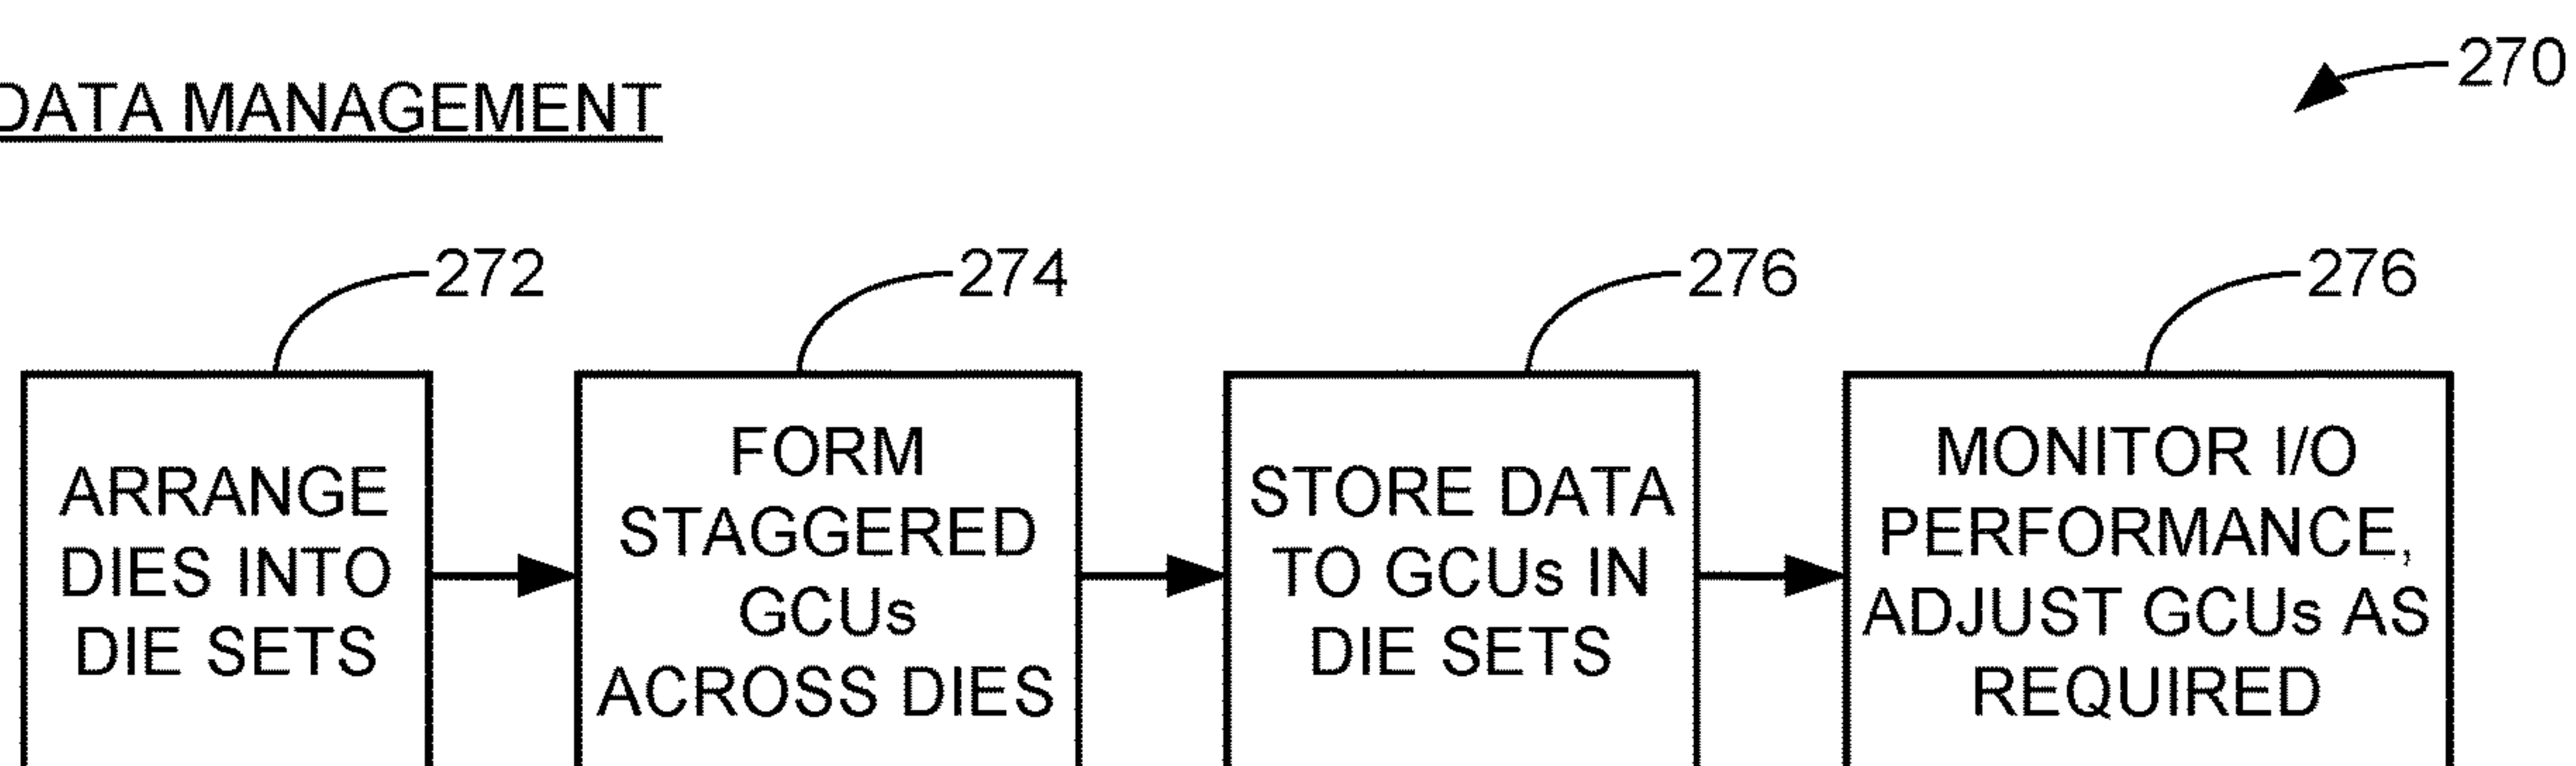 270
DATA MANAGEMENT
272
274
276
276
ARRANGE
DIES INTO
DIE SETS
FORM
STAGGERED
GCUs
ACROSS DIES
STORE DATA
TO GCUs IN
DIE SETS
MONITOR I/O
PERFORMANCE,
ADJUST GCUs AS
REQUIRED